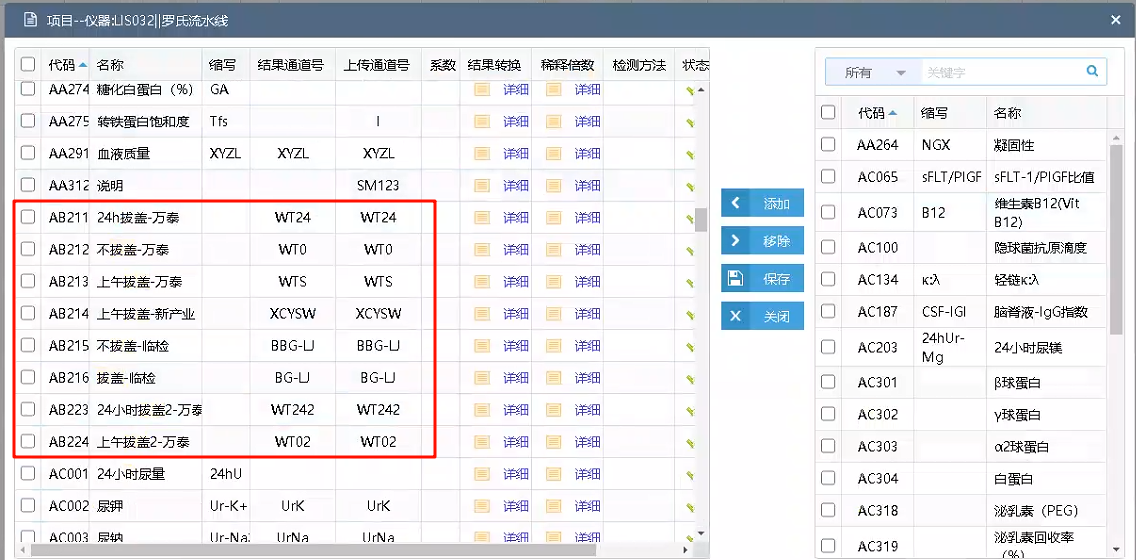 项目--仪器:LIS032||罗氏流水线
代码 名称 缩写 结果通道号 上传通道号 系数 结果转换 稀释倍数 检测方法 状态
AA274 糖化白蛋白（%） GA 详细 详细
AA275 转铁蛋白饱和度 Tfs I 详细 详细
AA291 血液质量 XYZL XYZL XYZL 详细 详细
AA312 说明 SM123 详细 详细
AB211 24h拔盖-万泰 WT24 WT24 详细 详细
AB212 不拔盖-万泰 WT0 WT0 详细 详细
AB213 上午拔盖-万泰 WTS WTS 详细 详细
AB214 上午拔盖-新产业 XCYSW XCYSW 详细 详细
AB215 不拔盖-临检 BBG-LJ BBG-LJ 详细 详细
AB216 拔盖-临检 BG-LJ BG-LJ 详细 详细
AB223 24小时拔盖2-万泰 WT242 WT242 详细 详细
AB224 上午拔盖2-万泰 WT02 WT02 详细 详细
AC001 24小时尿量 24hU 详细 详细
AC002 尿钾 Ur-K+ UrK UrK 详细 详细
AC003 尿钠 Ur-Na UrNa UrNa 详细 详细
添加
移除
保存
关闭
所有 关键字
代码 缩写 名称
AA264 NGX 凝固性
AC065 sFLT/PIGF sFLT-1/PIGF比值
AC073 B12 维生素B12(Vit
B12)
AC100 隐球菌抗原滴度
AC134 κ:λ 轻链κ:λ
AC187 CSF-IGI 脑脊液-IgG指数
AC203 24hUr-
Mg 24小时尿镁
AC301 β球蛋白
AC302 γ球蛋白
AC303 α2球蛋白
AC304 白蛋白
AC318 泌乳素（PEG）
AC319 泌乳素回收率
（%）